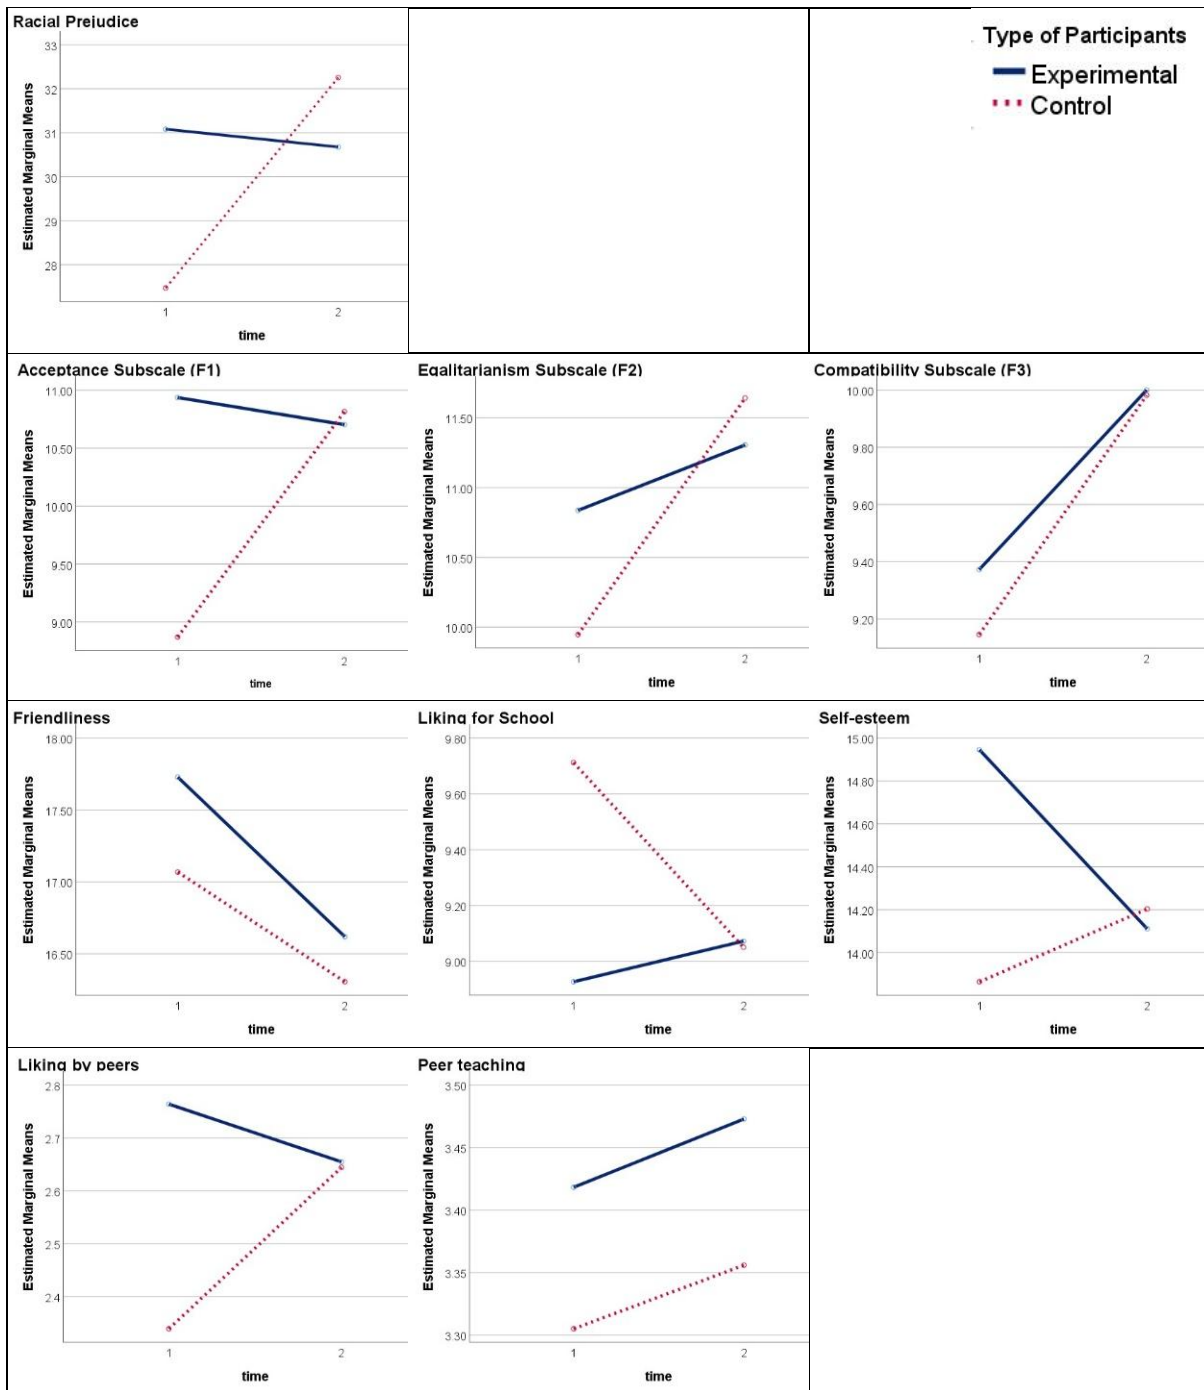 Racial Prejudice
33
32
31
30
29
28
Estimated Marginal Means
1 2
time
Type of Participants
Experimental
Control
Acceptance Subscale (F1)
11.00
10.50
10.00
9.50
9.00
Estimated Marginal Means
1 2
time
Egalitarianism Subscale (F2)
11.50
11.00
10.50
10.00
Estimated Marginal Means
1 2
time
Compatibility Subscale (F3)
10.00
9.80
9.60
9.40
9.20
Estimated Marginal Means
1 2
time
Friendliness
18.00
17.50
17.00
16.50
Estimated Marginal Means
1 2
time
Liking for School
9.80
9.60
9.40
9.20
9.00
Estimated Marginal Means
1 2
time
Self-esteem
15.00
14.80
14.60
14.40
14.20
14.00
Estimated Marginal Means
1 2
time
Liking by peers
2.8
2.7
2.6
2.5
2.4
Estimated Marginal Means
1 2
time
Peer teaching
3.50
3.45
3.40
3.35
3.30
Estimated Marginal Means
1 2
time